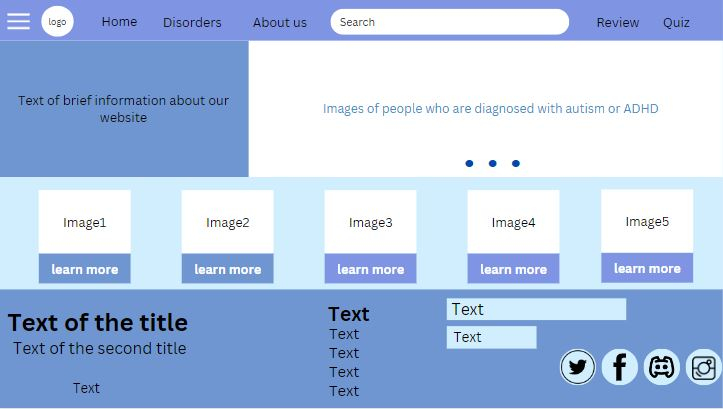 logo
Home
Disorders
About us
Search
Review
Quiz
Text of brief information about our
website
Images of people who are diagnosed with autism or ADHD
Image1
Image2
Image3
Image4
Image5
learn more
learn more
learn more
learn more
learn more
Text of the title
Text of the second title
Text
Text
Text
Text
Text
Text
Text
Text